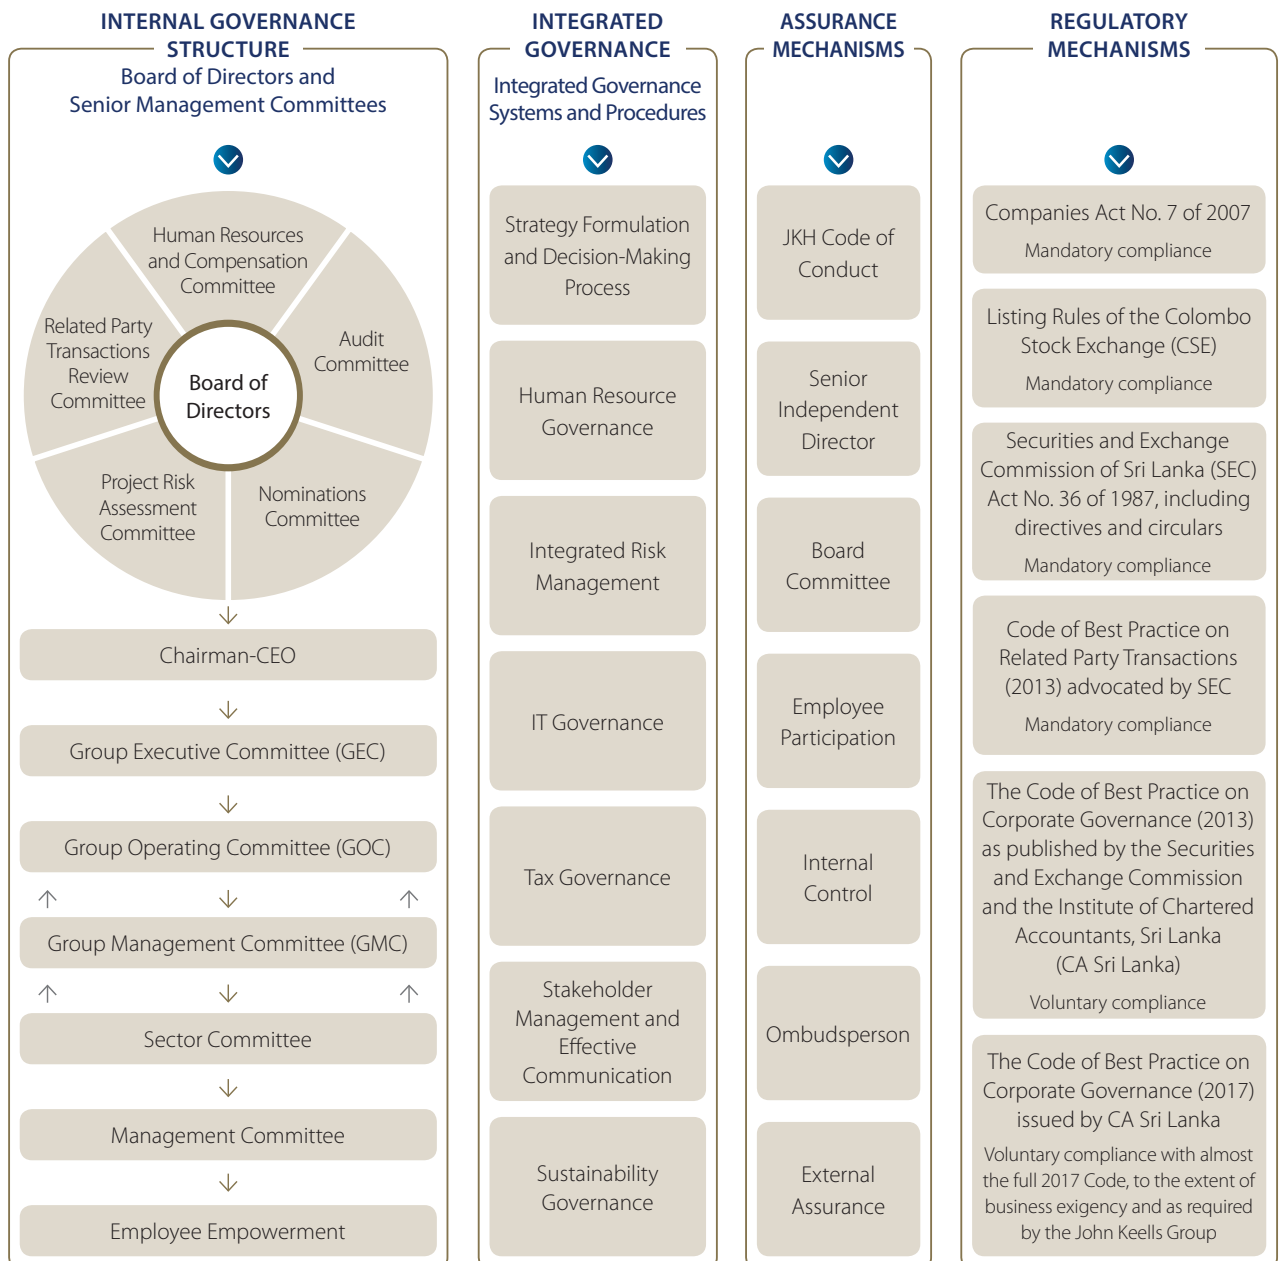 INTERNAL GOVERNANCE
STRUCTURE
Board of Directors and
Senior Management Committees
Human Resources
and Compensation
Committee
Related Party
Transactions
Review
Committee
Audit
Committee
Board of
Directors
Project Risk
Assessment
Committee
Nominations
Committee
Chairman-CEO
Group Executive Committee (GEC)
Group Operating Committee (GOC)
Group Management Committee (GMC)
Sector Committee
Management Committee
Employee Empowerment
INTEGRATED
GOVERNANCE
Integrated Governance
Systems and Procedures
Strategy Formulation
and Decision-Making
Process
Human Resource
Governance
Integrated Risk
Management
IT Governance
Tax Governance
Stakeholder
Management and
Effective
Communication
Sustainability
Governance
ASSURANCE
MECHANISMS
JKH Code of
Conduct
Senior
Independent
Director
Board
Committee
Employee
Participation
Internal
Control
Ombudsperson
External
Assurance
REGULATORY
MECHANISMS
Companies Act No. 7 of 2007
Mandatory compliance
Listing Rules of the Colombo
Stock Exchange (CSE)
Mandatory compliance
Securities and Exchange
Commission of Sri Lanka (SEC)
Act No. 36 of 1987, including
directives and circulars
Mandatory compliance
Code of Best Practice on
Related Party Transactions
(2013) advocated by SEC
Mandatory compliance
The Code of Best Practice on
Corporate Governance (2013)
as published by the Securities
and Exchange Commission
and the Institute of Chartered
Accountants, Sri Lanka
(CA Sri Lanka)
Voluntary compliance
The Code of Best Practice on
Corporate Governance (2017)
issued by CA Sri Lanka
Voluntary compliance with almost
the full 2017 Code, to the extent of
business exigency and as required
by the John Keells Group